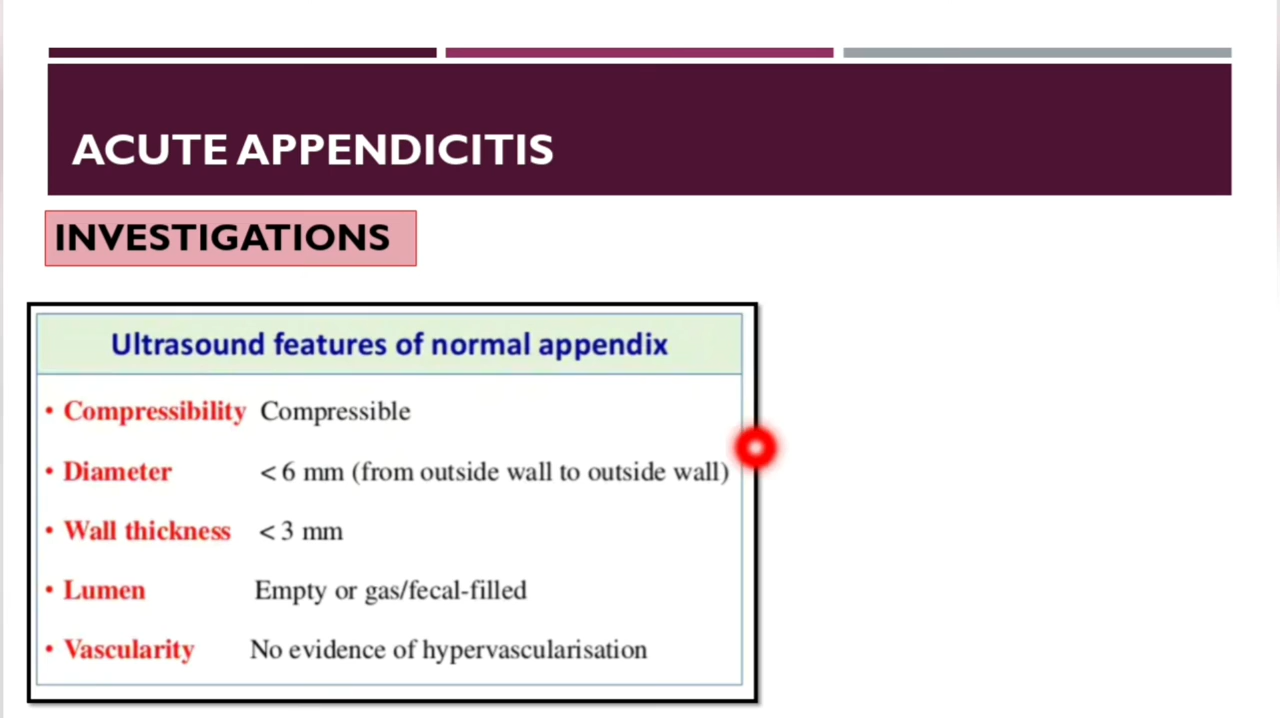 ACUTE APPENDICITIS
INVESTIGATIONS
Ultrasound features of normal appendix
• Compressibility Compressible
• Diameter < 6 mm (from outside wall to outside wall)
• Wall thickness < 3 mm
• Lumen Empty or gas/fecal-filled
• Vascularity No evidence of hypervascularisation